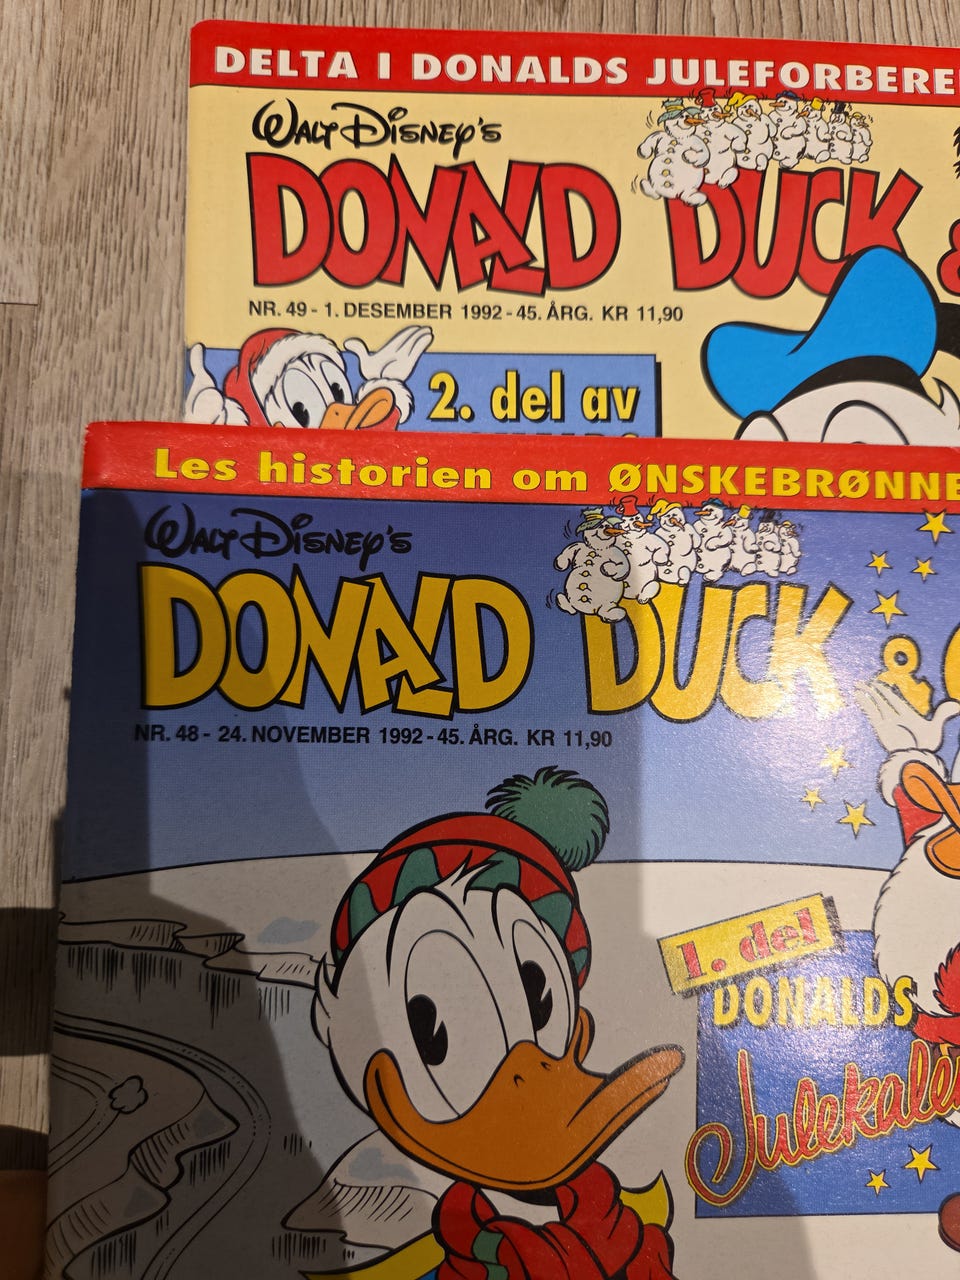 DELTA I DONALDS
WALT DISNEY'S
DONALD DUCK &
NR. 49 - 1. DESEMBER 1992 - 45. ÅRG. KR 11,90
2. del av
Les historien om
WALT DISNEY'S
DONALD DUCK &
NR. 48 - 24. NOVEMBER 1992 - 45. ÅRG. KR 11,90
1. del
DONALDS